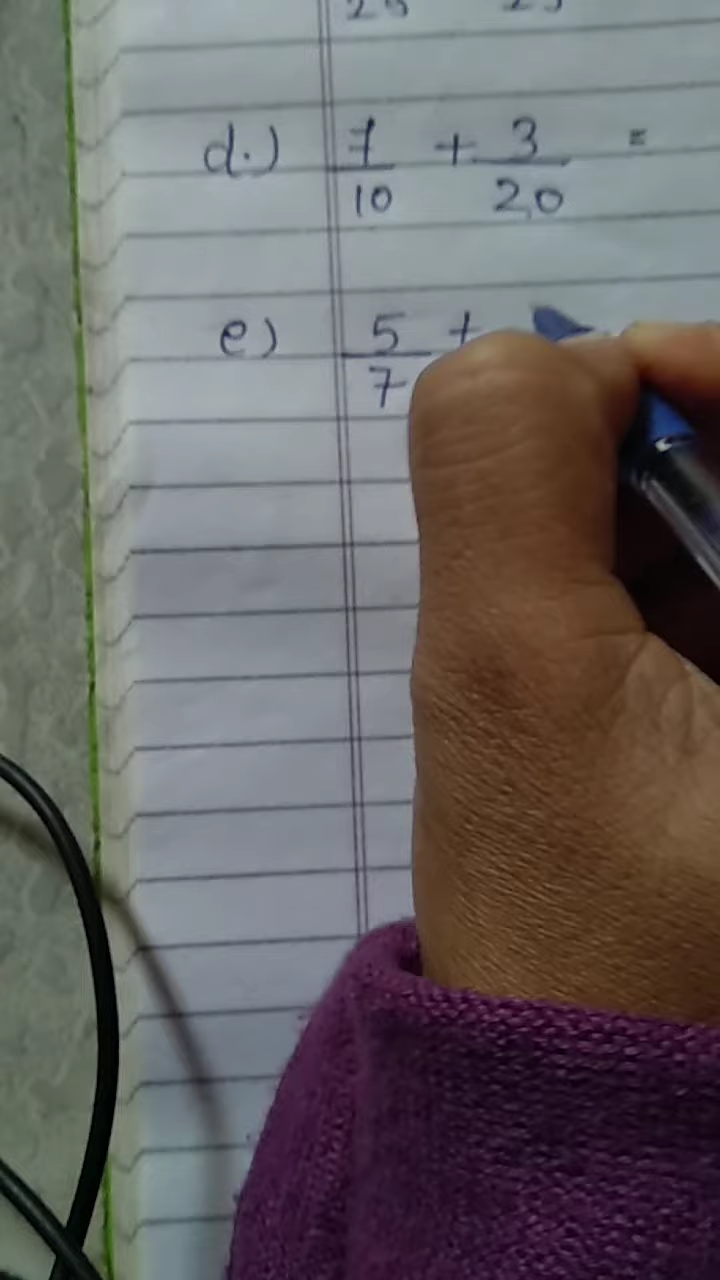 d.) 7/10 + 3/20 =
e) 5/7 +